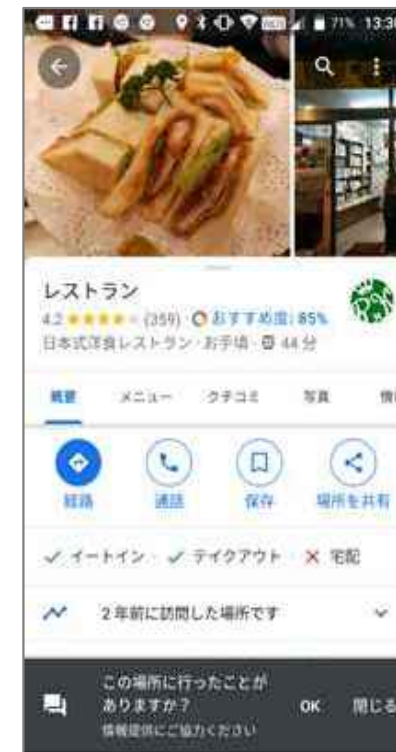 71% 13:30
レストラン
4.2 (359) · おすすめ度: 85%
日本式洋食レストラン · お手頃 · 44 分
概要 メニュー クチコミ 写真
経路 通話 保存 場所を共有
✓ イートイン · ✓ テイクアウト · ✕ 宅配
2 年前に訪問した場所です
この場所に行ったことが
ありますか?
OK 閉じる
情報提供にご協力ください